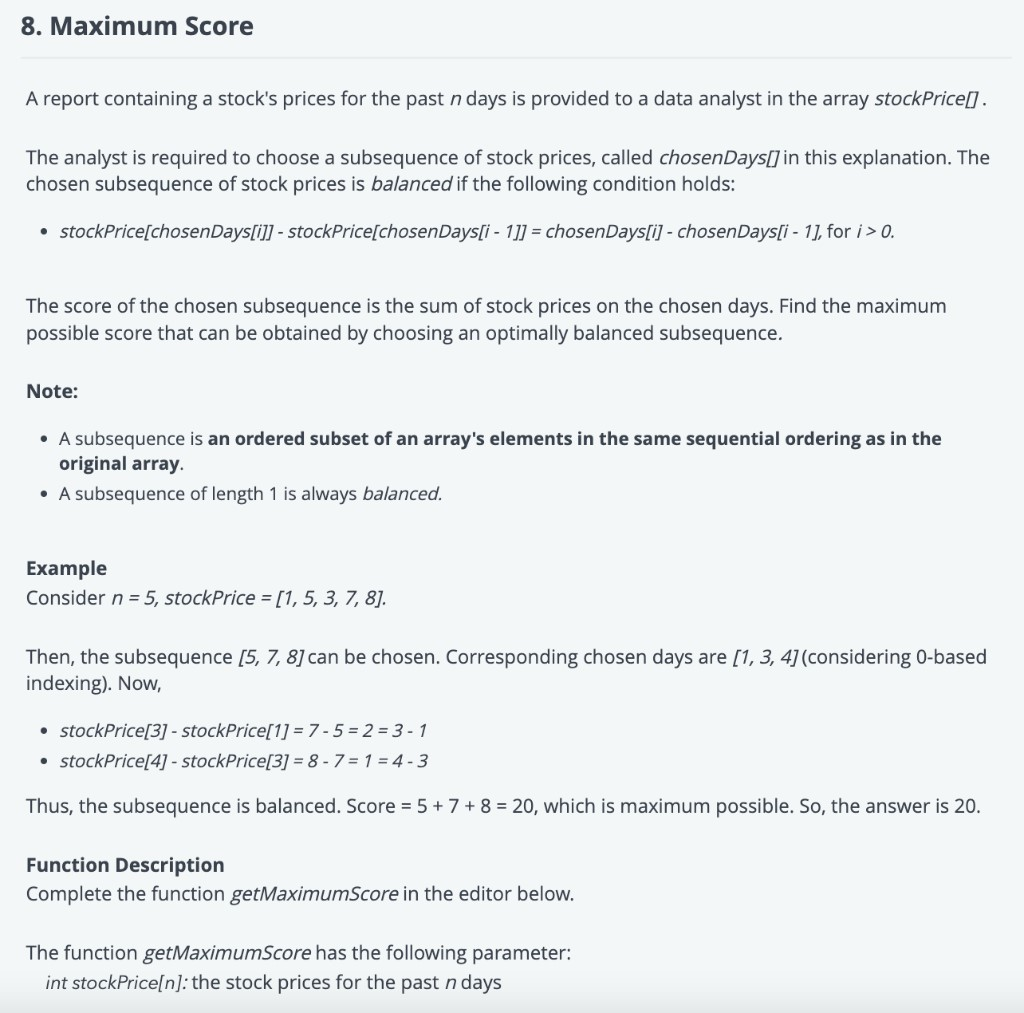 8. Maximum Score
A report containing a stock's prices for the past n days is provided to a data analyst in the array stockPrice[] .
The analyst is required to choose a subsequence of stock prices, called chosenDays[] in this explanation. The
chosen subsequence of stock prices is balanced if the following condition holds:
• stockPrice[chosenDays[i]] - stockPrice[chosenDays[i - 1]] = chosenDays[i] - chosenDays[i - 1], for i > 0.
The score of the chosen subsequence is the sum of stock prices on the chosen days. Find the maximum
possible score that can be obtained by choosing an optimally balanced subsequence.
Note:
• A subsequence is an ordered subset of an array's elements in the same sequential ordering as in the
original array.
• A subsequence of length 1 is always balanced.
Example
Consider n = 5, stockPrice = [1, 5, 3, 7, 8].
Then, the subsequence [5, 7, 8] can be chosen. Corresponding chosen days are [1, 3, 4] (considering 0-based
indexing). Now,
• stockPrice[3] - stockPrice[1] = 7 - 5 = 2 = 3 - 1
• stockPrice[4] - stockPrice[3] = 8 - 7 = 1 = 4 - 3
Thus, the subsequence is balanced. Score = 5 + 7 + 8 = 20, which is maximum possible. So, the answer is 20.
Function Description
Complete the function getMaximumScore in the editor below.
The function getMaximumScore has the following parameter:
int stockPrice[n]: the stock prices for the past n days